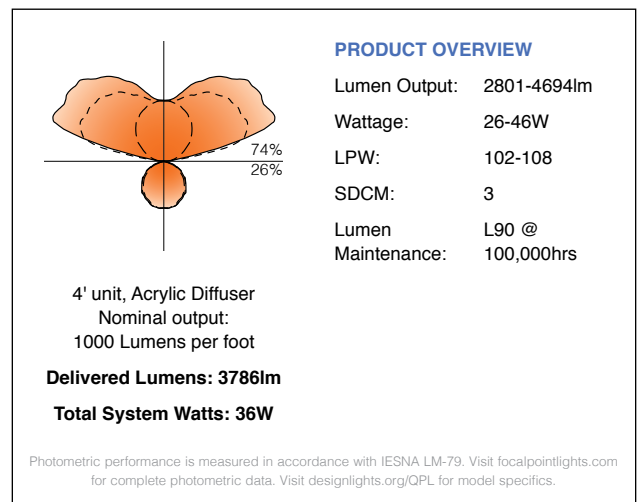 74%
26%
4' unit, Acrylic Diffuser
Nominal output:
1000 Lumens per foot
Delivered Lumens: 3786lm
Total System Watts: 36W
PRODUCT OVERVIEW
Lumen Output: 2801-4694lm
Wattage: 26-46W
LPW: 102-108
SDCM: 3
Lumen L90 @
Maintenance: 100,000hrs
Photometric performance is measured in accordance with IESNA LM-79. Visit focalpointlights.com
for complete photometric data. Visit designlights.org/QPL for model specifics.